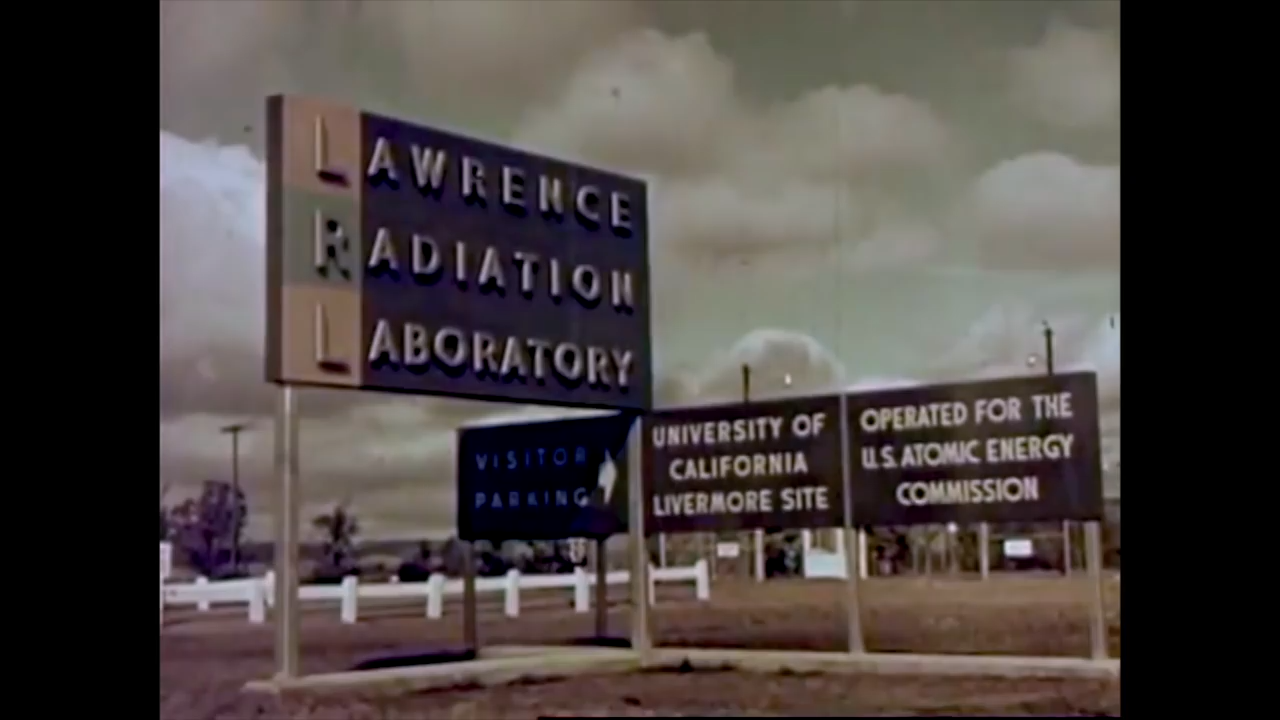 LAWRENCE
RADIATION
LABORATORY
VISITOR
PARKING
UNIVERSITY OF
CALIFORNIA
LIVERMORE SITE
OPERATED FOR THE
U.S. ATOMIC ENERGY
COMMISSION